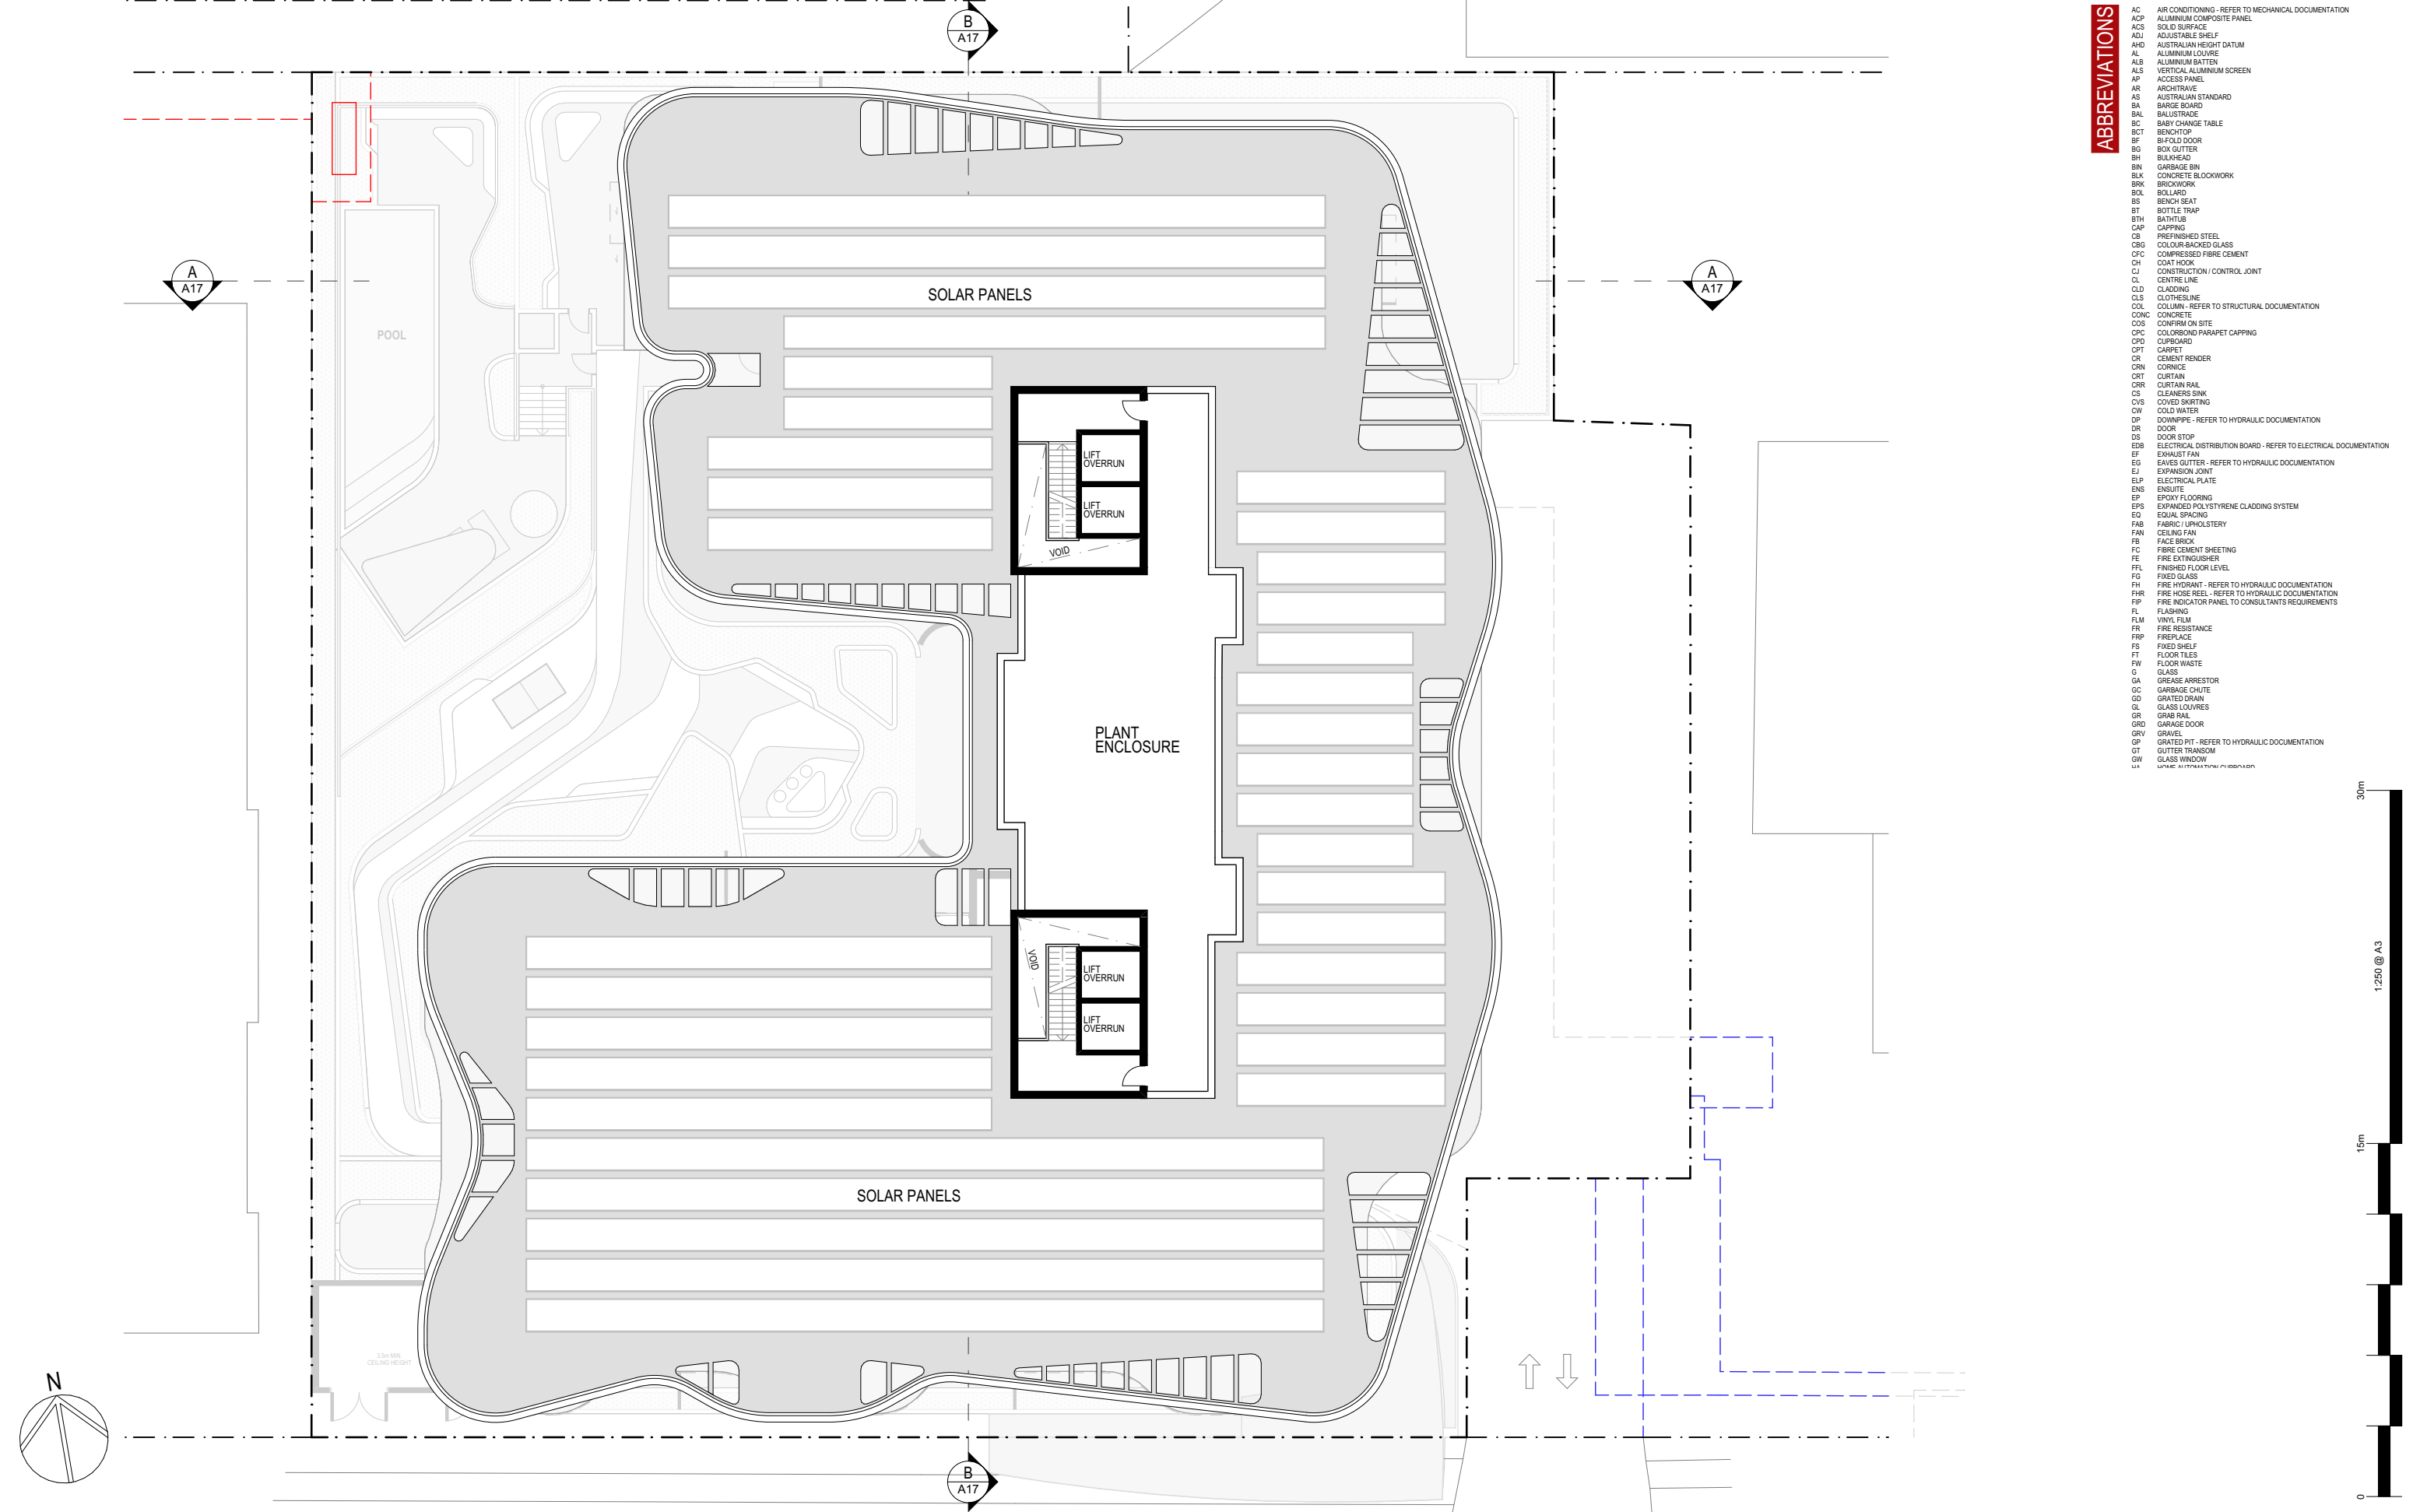 B
A17
A
A17
A
A17
B
A17
SOLAR PANELS
POOL
LIFT
OVERRUN
LIFT
OVERRUN
VOID
PLANT
ENCLOSURE
VOID
LIFT
OVERRUN
LIFT
OVERRUN
SOLAR PANELS
3.5m MIN
CEILING HEIGHT
N
ABBREVIATIONS
AC AIR CONDITIONING - REFER TO MECHANICAL DOCUMENTATION
ACP ALUMINIUM COMPOSITE PANEL
ACS SOLID SURFACE
ADJ ADJUSTABLE SHELF
AHD AUSTRALIAN HEIGHT DATUM
AL ALUMINIUM LOUVRE
ALB ALUMINIUM BATTEN
ALS VERTICAL ALUMINIUM SCREEN
AP ACCESS PANEL
AR ARCHITRAVE
AS AUSTRALIAN STANDARD
BA BARGE BOARD
BAL BALUSTRADE
BC BABY CHANGE TABLE
BCT BENCHTOP
BF BI-FOLD DOOR
BG BOX GUTTER
BH BULKHEAD
BIN GARBAGE BIN
BLK CONCRETE BLOCKWORK
BRK BRICKWORK
BOL BOLLARD
BS BENCH SEAT
BT BOTTLE TRAP
BTH BATHTUB
CAP CAPPING
CB PREFINISHED STEEL
CBG COLOUR-BACKED GLASS
CFC COMPRESSED FIBRE CEMENT
CH COAT HOOK
CJ CONSTRUCTION / CONTROL JOINT
CL CENTRE LINE
CLD CLADDING
CLS CLOTHESLINE
COL COLUMN - REFER TO STRUCTURAL DOCUMENTATION
CONC CONCRETE
COS CONFIRM ON SITE
CPC COLORBOND PARAPET CAPPING
CPD CUPBOARD
CPT CARPET
CR CEMENT RENDER
CRN CORNICE
CRT CURTAIN
CRR CURTAIN RAIL
CS CLEANERS SINK
CVS COVED SKIRTING
CW COLD WATER
DP DOWNPIPE - REFER TO HYDRAULIC DOCUMENTATION
DR DOOR
DS DOOR STOP
EDB ELECTRICAL DISTRIBUTION BOARD - REFER TO ELECTRICAL DOCUMENTATION
EF EXHAUST FAN
EG EAVES GUTTER - REFER TO HYDRAULIC DOCUMENTATION
EJ EXPANSION JOINT
ELP ELECTRICAL PLATE
ENS ENSUITE
EP EPOXY FLOORING
EPS EXPANDED POLYSTYRENE CLADDING SYSTEM
EQ EQUAL SPACING
FAB FABRIC / UPHOLSTERY
FAN CEILING FAN
FB FACE BRICK
FC FIBRE CEMENT SHEETING
FE FIRE EXTINGUISHER
FFL FINISHED FLOOR LEVEL
FG FIXED GLASS
FH FIRE HYDRANT - REFER TO HYDRAULIC DOCUMENTATION
FHR FIRE HOSE REEL - REFER TO HYDRAULIC DOCUMENTATION
FIP FIRE INDICATOR PANEL TO CONSULTANTS REQUIREMENTS
FL FLASHING
FLM VINYL FILM
FR FIRE RESISTANCE
FRP FIREPLACE
FS FIXED SHELF
FT FLOOR TILES
FW FLOOR WASTE
G GLASS
GA GREASE ARRESTOR
GC GARBAGE CHUTE
GD GRATED DRAIN
GL GLASS LOUVRES
GR GRAB RAIL
GRD GARAGE DOOR
GRV GRAVEL
GP GRATED PIT - REFER TO HYDRAULIC DOCUMENTATION
GT GUTTER TRANSOM
GW GLASS WINDOW
HA HOME AUTOMATION CUPBOARD
30m
1:250 @ A3
15m
0